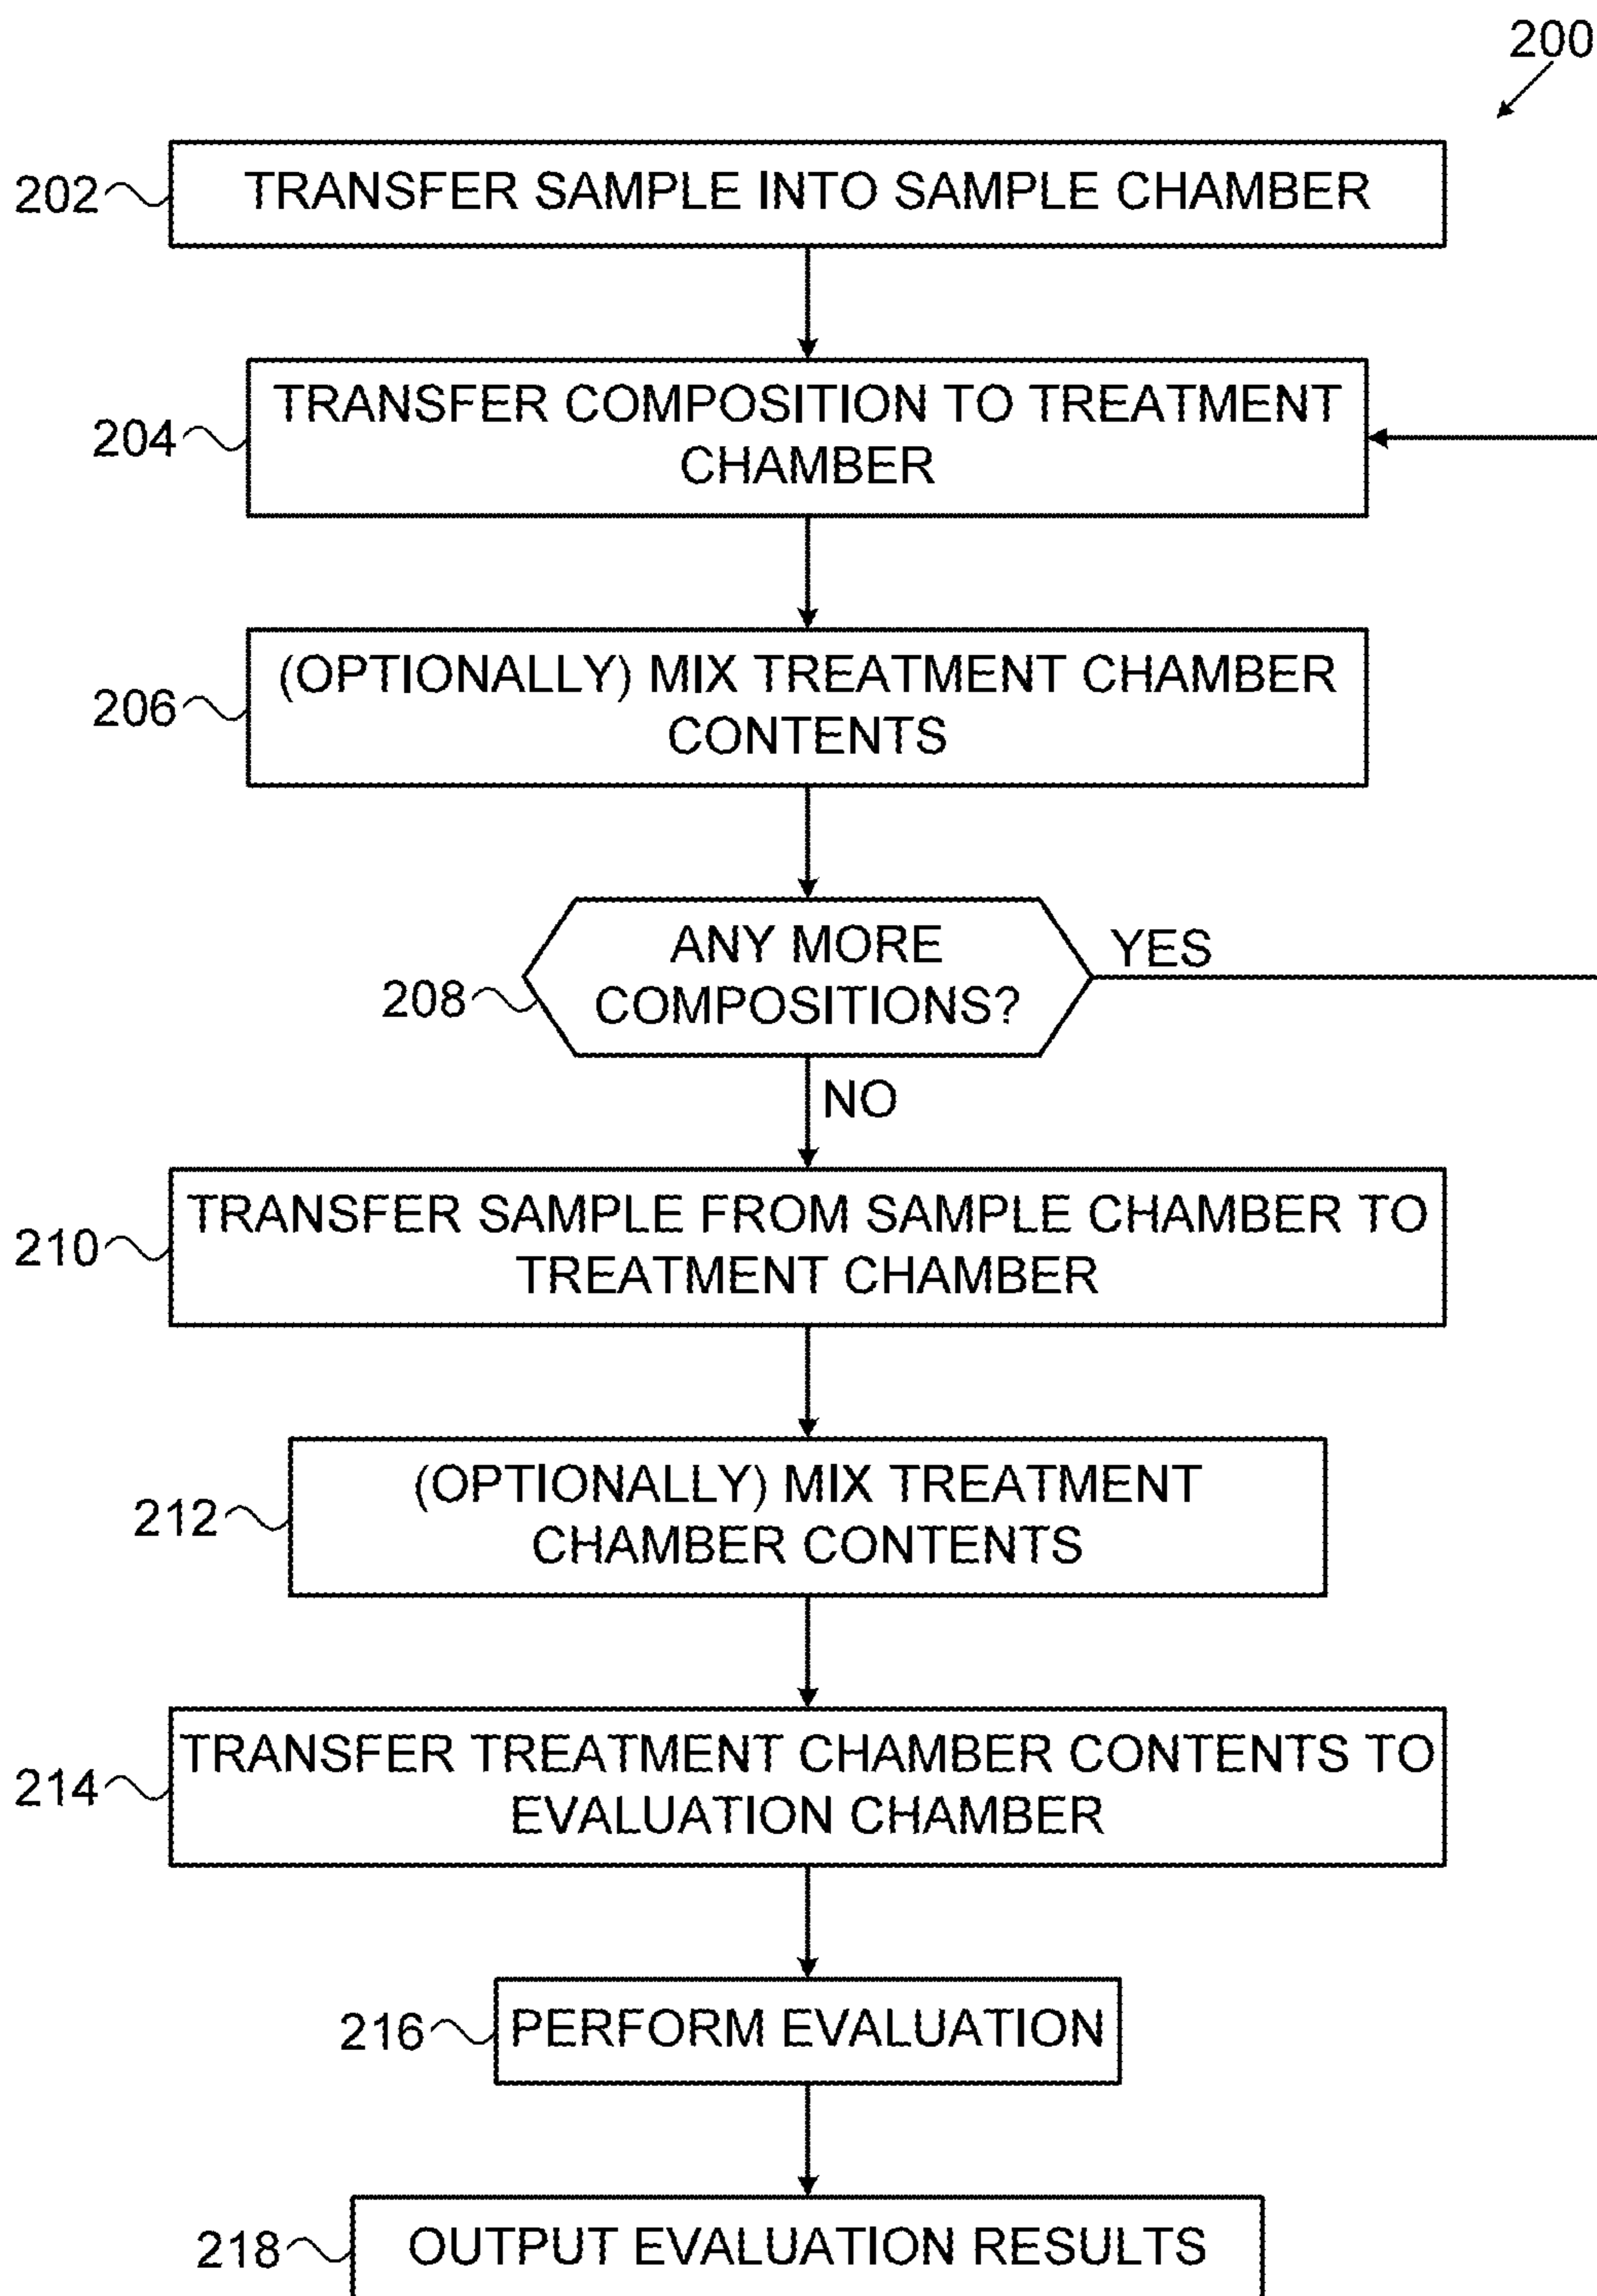 200
202
TRANSFER SAMPLE INTO SAMPLE CHAMBER
204
TRANSFER COMPOSITION TO TREATMENT
CHAMBER
206
(OPTIONALLY) MIX TREATMENT CHAMBER
CONTENTS
208
ANY MORE
COMPOSITIONS?
YES
NO
210
TRANSFER SAMPLE FROM SAMPLE CHAMBER TO
TREATMENT CHAMBER
212
(OPTIONALLY) MIX TREATMENT
CHAMBER CONTENTS
214
TRANSFER TREATMENT CHAMBER CONTENTS TO
EVALUATION CHAMBER
216
PERFORM EVALUATION
218
OUTPUT EVALUATION RESULTS